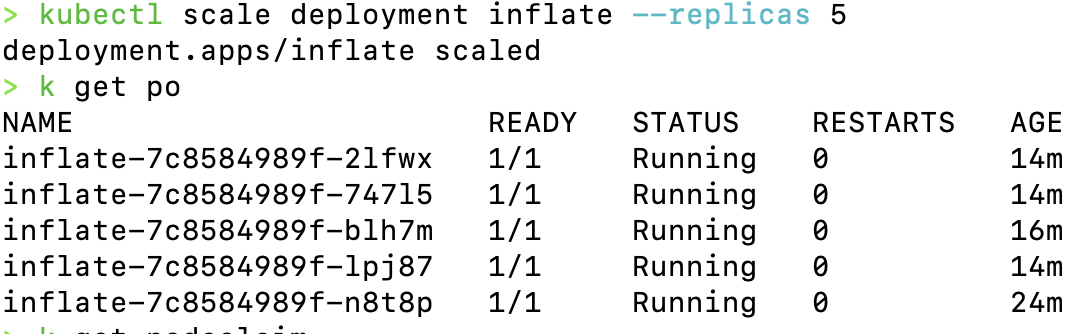 > kubectl scale deployment inflate --replicas 5
deployment.apps/inflate scaled
> k get po
NAME READY STATUS RESTARTS AGE
inflate-7c8584989f-2lfwx 1/1 Running 0 14m
inflate-7c8584989f-747l5 1/1 Running 0 14m
inflate-7c8584989f-blh7m 1/1 Running 0 16m
inflate-7c8584989f-lpj87 1/1 Running 0 14m
inflate-7c8584989f-n8t8p 1/1 Running 0 24m
> k get